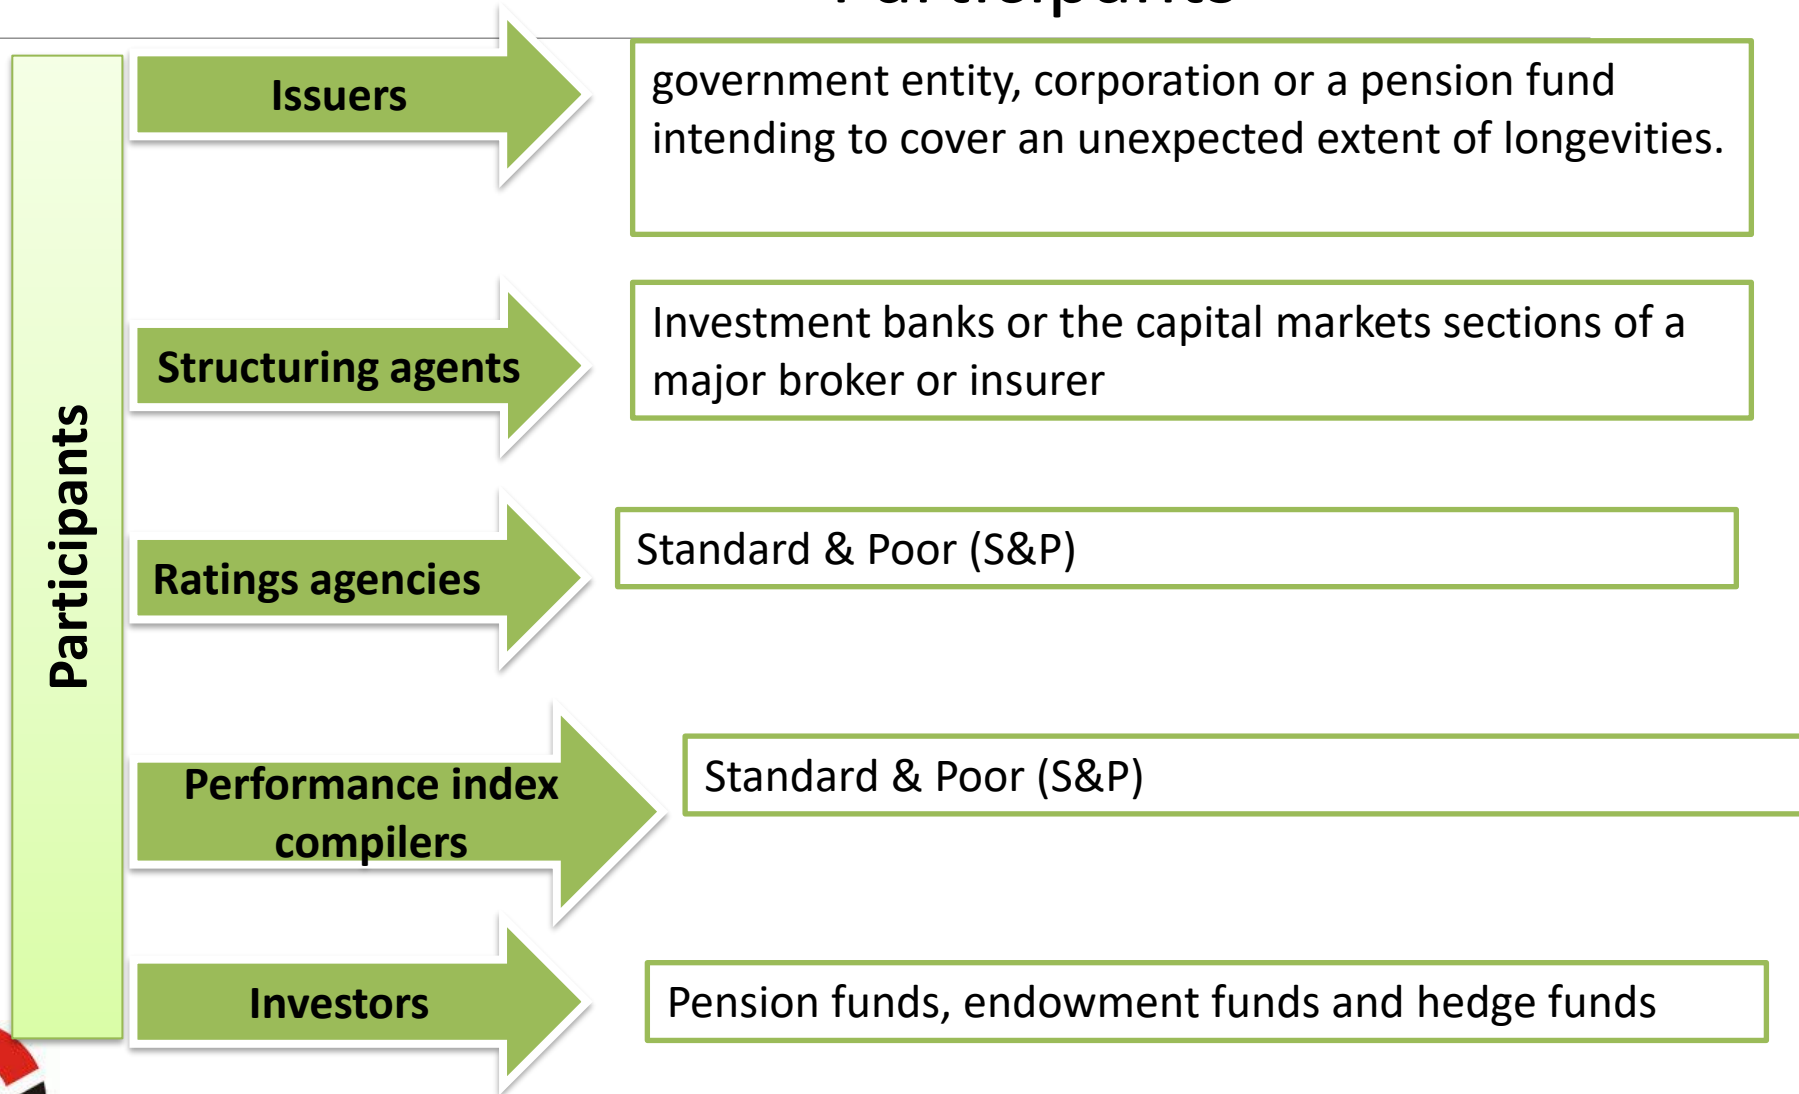 Participants
Participants
Issuers
government entity, corporation or a pension fund
intending to cover an unexpected extent of longevities.
Structuring agents
Investment banks or the capital markets sections of a
major broker or insurer
Ratings agencies
Standard & Poor (S&P)
Performance index
compilers
Standard & Poor (S&P)
Investors
Pension funds, endowment funds and hedge funds